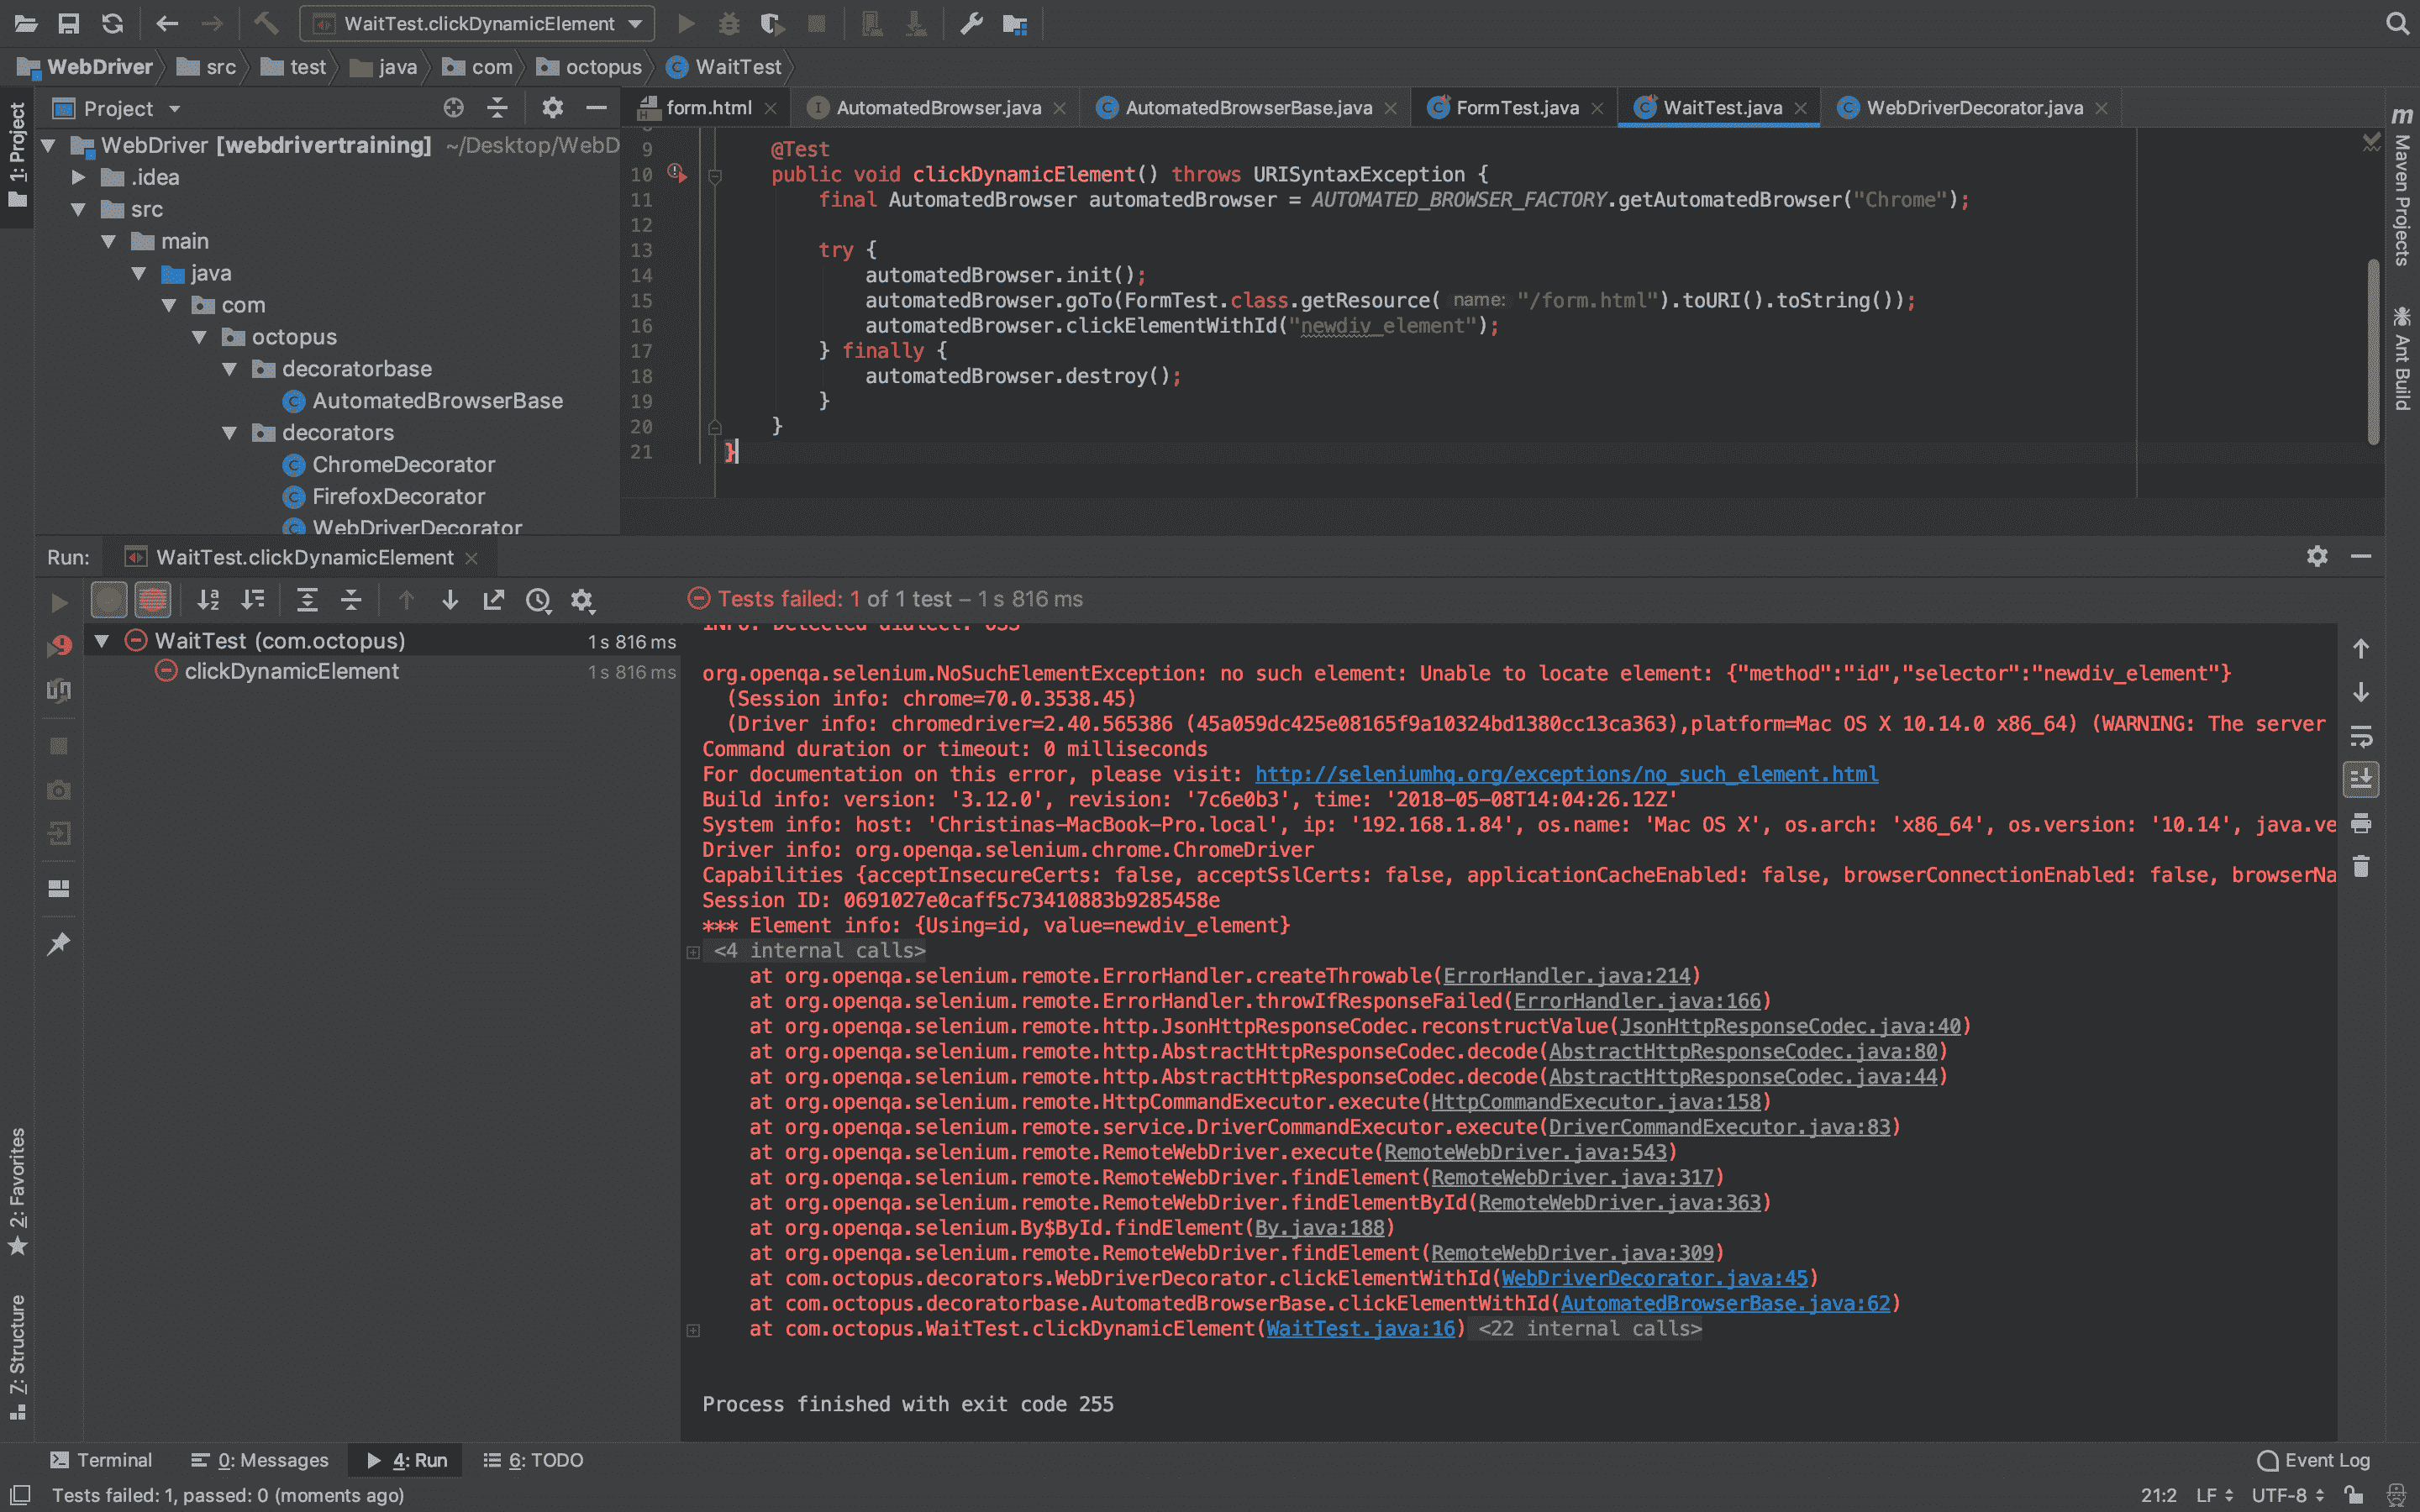 WaitTest.clickDynamicElement
WebDriver src test java com octopus WaitTest
1: Project
Project
form.html AutomatedBrowser.java AutomatedBrowserBase.java FormTest.java WaitTest.java WebDriverDecorator.java
m Maven Projects
Ant Build
WebDriver [webdrivertraining] ~/Desktop/WebD
.idea
src
main
java
com
octopus
decoratorbase
AutomatedBrowserBase
decorators
ChromeDecorator
FirefoxDecorator
WebDriverDecorator
9 @Test
10 public void clickDynamicElement() throws URISyntaxException {
11 final AutomatedBrowser automatedBrowser = AUTOMATED_BROWSER_FACTORY.getAutomatedBrowser("Chrome");
12
13 try {
14 automatedBrowser.init();
15 automatedBrowser.goTo(FormTest.class.getResource( name: "/form.html").toURI().toString());
16 automatedBrowser.clickElementWithId("newdiv_element");
17 } finally {
18 automatedBrowser.destroy();
19 }
20 }
21 }
Run: WaitTest.clickDynamicElement
Tests failed: 1 of 1 test – 1 s 816 ms
WaitTest (com.octopus) 1 s 816 ms
clickDynamicElement 1 s 816 ms
INFO: Detected dialect: OSS
org.openqa.selenium.NoSuchElementException: no such element: Unable to locate element: {"method":"id","selector":"newdiv_element"}
(Session info: chrome=70.0.3538.45)
(Driver info: chromedriver=2.40.565386 (45a059dc425e08165f9a10324bd1380cc13ca363),platform=Mac OS X 10.14.0 x86_64) (WARNING: The server
Command duration or timeout: 0 milliseconds
For documentation on this error, please visit: http://seleniumhq.org/exceptions/no_such_element.html
Build info: version: '3.12.0', revision: '7c6e0b3', time: '2018-05-08T14:04:26.12Z'
System info: host: 'Christinas-MacBook-Pro.local', ip: '192.168.1.84', os.name: 'Mac OS X', os.arch: 'x86_64', os.version: '10.14', java.ve
Driver info: org.openqa.selenium.chrome.ChromeDriver
Capabilities {acceptInsecureCerts: false, acceptSslCerts: false, applicationCacheEnabled: false, browserConnectionEnabled: false, browserNa
Session ID: 0691027e0caff5c73410883b9285458e
*** Element info: {Using=id, value=newdiv_element}
<4 internal calls>
at org.openqa.selenium.remote.ErrorHandler.createThrowable(ErrorHandler.java:214)
at org.openqa.selenium.remote.ErrorHandler.throwIfResponseFailed(ErrorHandler.java:166)
at org.openqa.selenium.remote.http.JsonHttpResponseCodec.reconstructValue(JsonHttpResponseCodec.java:40)
at org.openqa.selenium.remote.http.AbstractHttpResponseCodec.decode(AbstractHttpResponseCodec.java:80)
at org.openqa.selenium.remote.http.AbstractHttpResponseCodec.decode(AbstractHttpResponseCodec.java:44)
at org.openqa.selenium.remote.HttpCommandExecutor.execute(HttpCommandExecutor.java:158)
at org.openqa.selenium.remote.service.DriverCommandExecutor.execute(DriverCommandExecutor.java:83)
at org.openqa.selenium.remote.RemoteWebDriver.execute(RemoteWebDriver.java:543)
at org.openqa.selenium.remote.RemoteWebDriver.findElement(RemoteWebDriver.java:317)
at org.openqa.selenium.remote.RemoteWebDriver.findElementById(RemoteWebDriver.java:363)
at org.openqa.selenium.By$ById.findElement(By.java:188)
at org.openqa.selenium.remote.RemoteWebDriver.findElement(RemoteWebDriver.java:309)
at com.octopus.decorators.WebDriverDecorator.clickElementWithId(WebDriverDecorator.java:45)
at com.octopus.decoratorbase.AutomatedBrowserBase.clickElementWithId(AutomatedBrowserBase.java:62)
at com.octopus.WaitTest.clickDynamicElement(WaitTest.java:16) <22 internal calls>
Process finished with exit code 255
2: Favorites
7: Structure
Terminal 0: Messages 4: Run 6: TODO Event Log
Tests failed: 1, passed: 0 (moments ago) 21:2 LF UTF-8